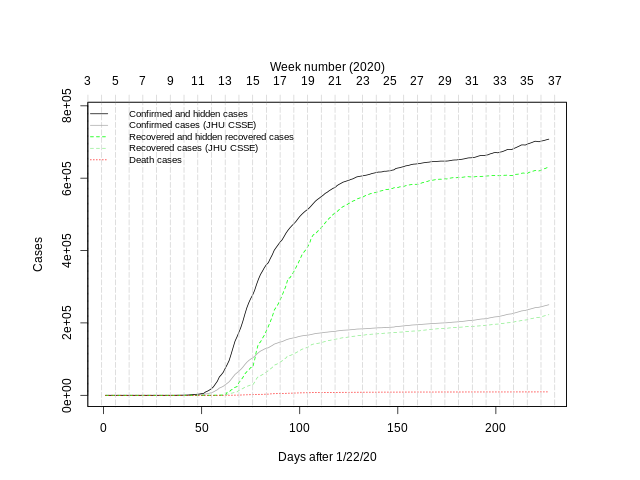 Week number (2020)
3 4 5 7 9 11 13 15 17 19 21 23 25 27 29 31 33 35 37
Confirmed and hidden cases
Confirmed cases (JHU CSSE)
Recovered and hidden recovered cases
Recovered cases (JHU CSSE)
Death cases
Cases
8e+05
6e+05
4e+05
2e+05
0e+00
0 50 100 150 200
Days after 1/22/20